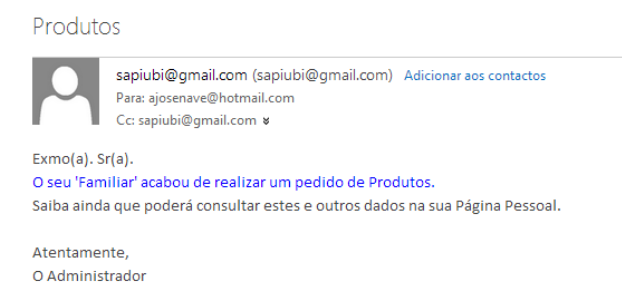 Produtos
sapiubi@gmail.com (sapiubi@gmail.com) Adicionar aos contactos
Para: ajosenave@hotmail.com
Cc: sapiubi@gmail.com
Exmo(a). Sr(a).
O seu 'Familiar' acabou de realizar um pedido de Produtos.
Saiba ainda que poderá consultar estes e outros dados na sua Página Pessoal.
Atentamente,
O Administrador